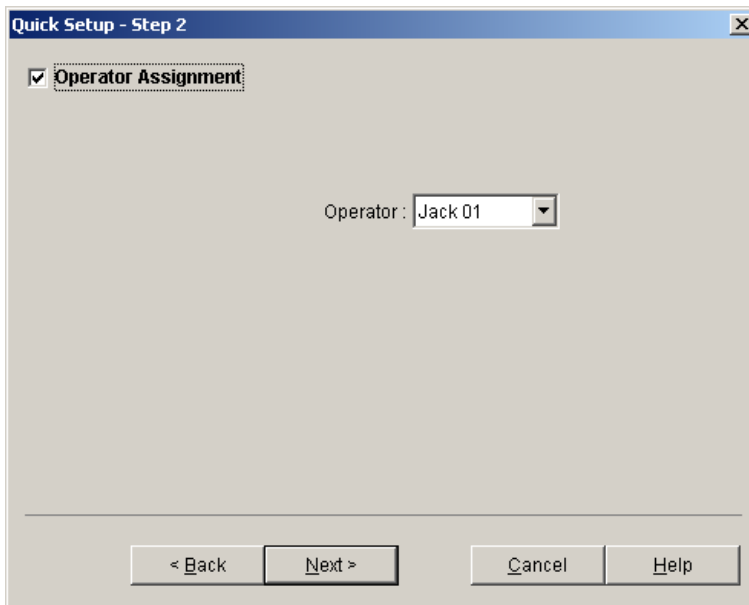 Quick Setup - Step 2
Operator Assignment
Operator : Jack 01
< Back Next > Cancel Help